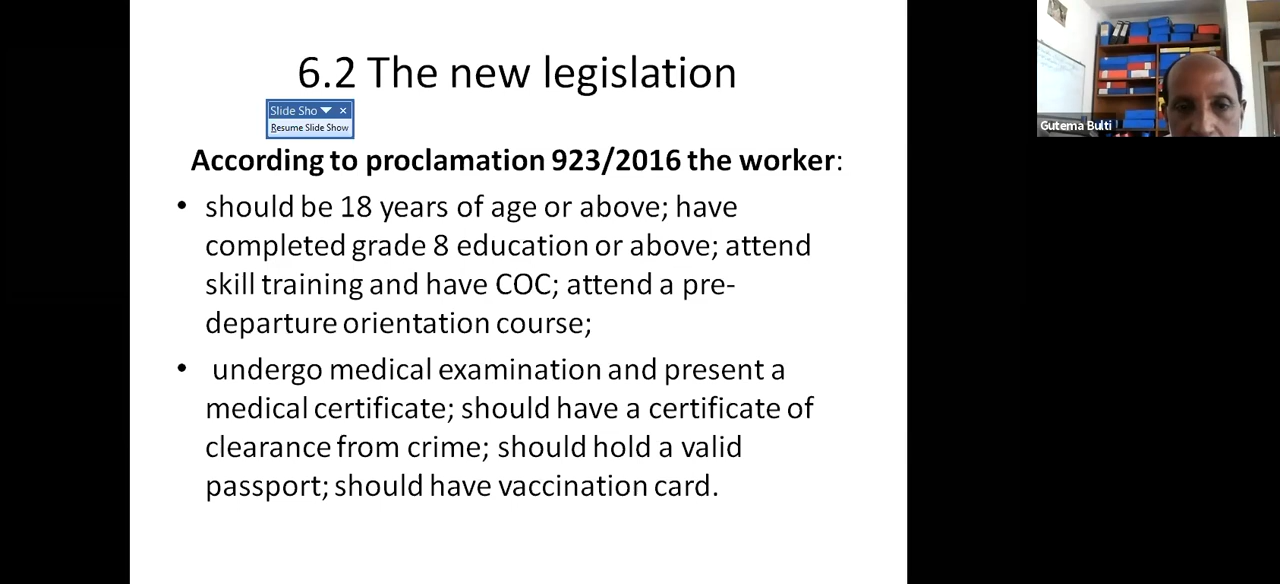 6.2 The new legislation
Slide Sho
Resume Slide Show
According to proclamation 923/2016 the worker:
• should be 18 years of age or above; have
completed grade 8 education or above; attend
skill training and have COC; attend a pre-
departure orientation course;
• undergo medical examination and present a
medical certificate; should have a certificate of
clearance from crime; should hold a valid
passport; should have vaccination card.
Gutema Bulti